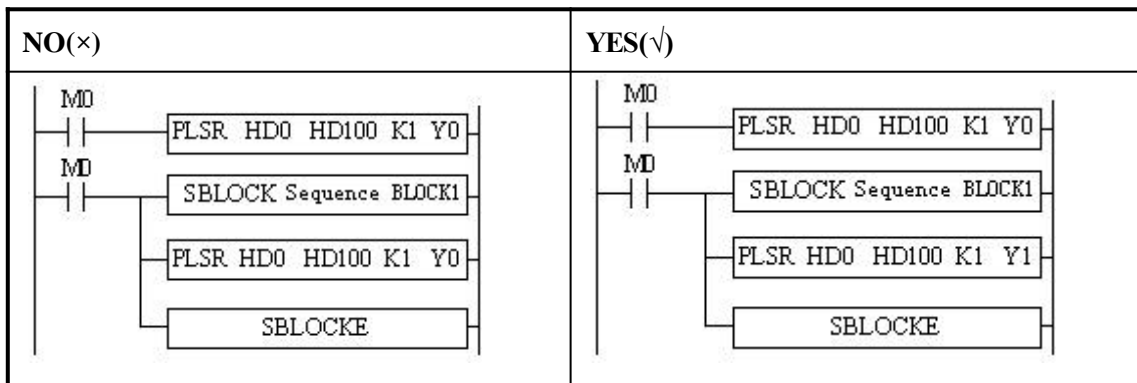 NO(×)
YES(√)
M0
PLSR HD0 HD100 K1 Y0
M0
SBLOCK Sequence BLOCK1
PLSR HD0 HD100 K1 Y0
SBLOCKE
M0
PLSR HD0 HD100 K1 Y0
M0
SBLOCK Sequence BLOCK1
PLSR HD0 HD100 K1 Y1
SBLOCKE